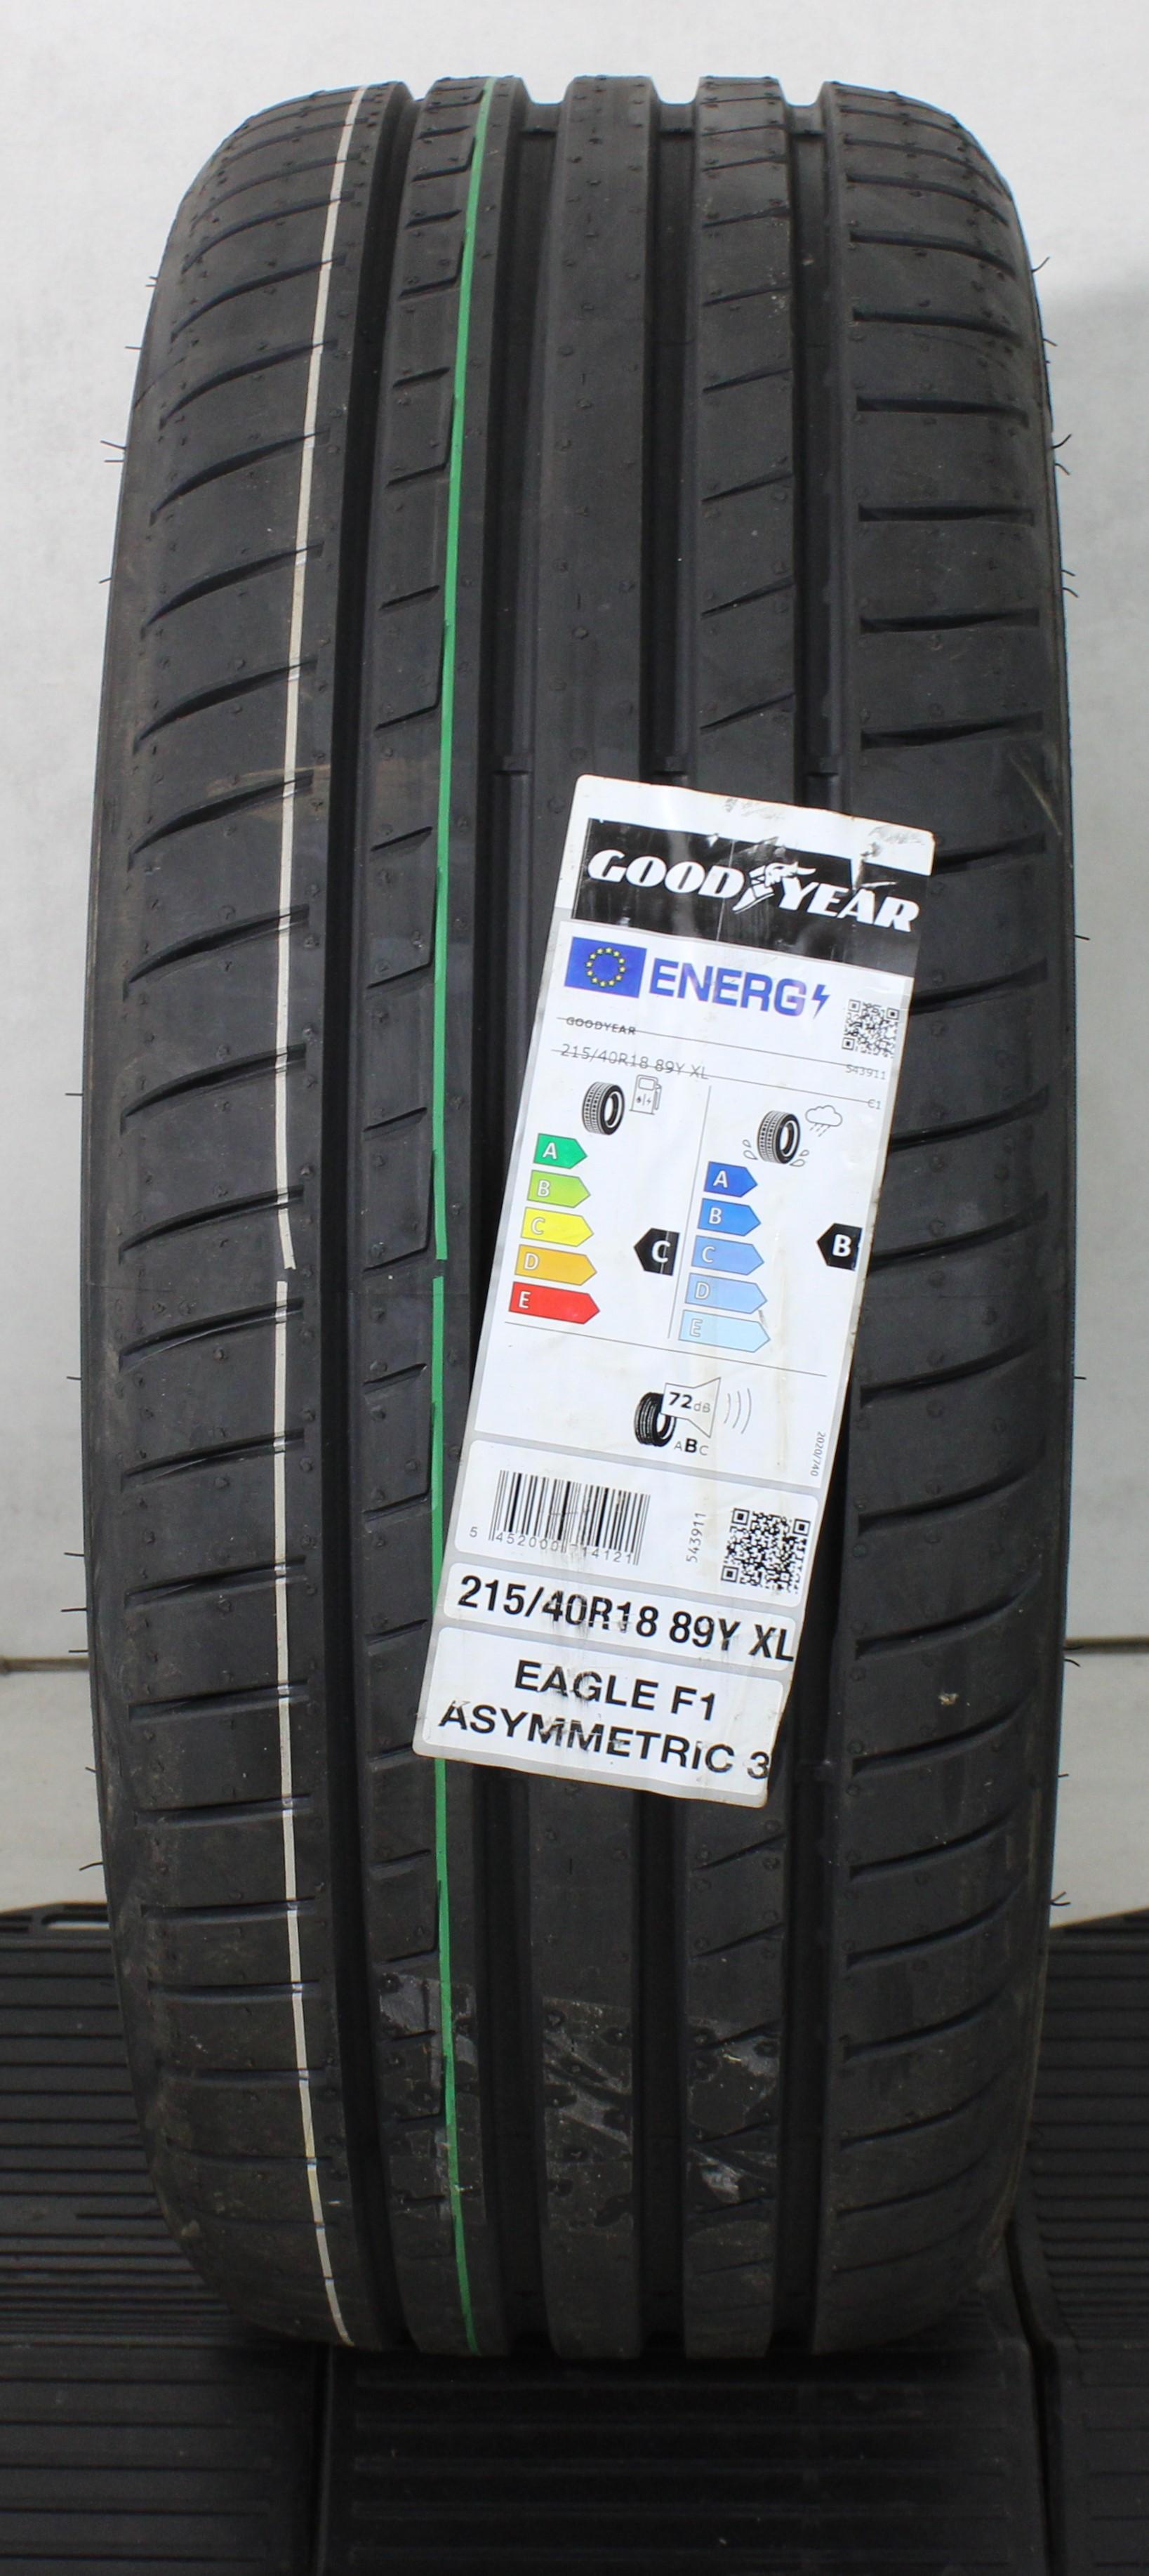 GOODYEAR
ENERG
GOODYEAR
543911
215/40R18 89Y XL
C1
A
B
C
D
E
C
A
B
C
D
E
B
72dB
ABC
2020/740
5 452000 714121
543911
215/40R18 89Y XL
EAGLE F1
ASYMMETRIC 3